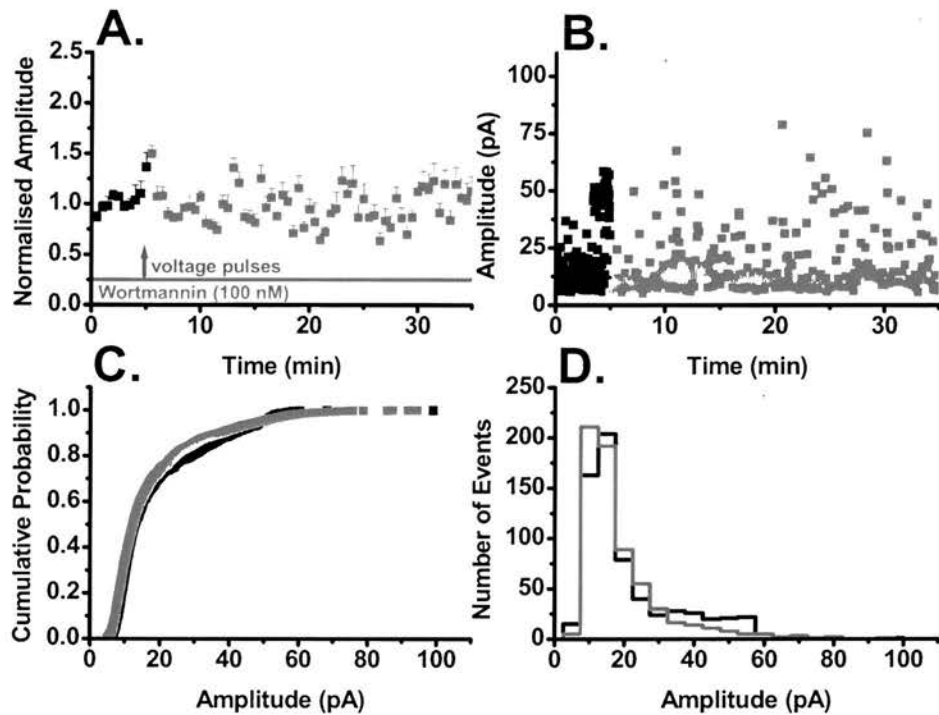 A.
Normalised Amplitude
2.5
2.0
1.5
1.0
0.5
0.0
voltage pulses
Wortmannin (100 nM)
0 10 20 30
Time (min)
B.
Amplitude (pA)
100
75
50
25
0
0 10 20 30
Time (min)
C.
Cumulative Probability
1.0
0.8
0.6
0.4
0.2
0.0
0 20 40 60 80 100
Amplitude (pA)
D.
Number of Events
250
200
150
100
50
0
0 20 40 60 80 100
Amplitude (pA)